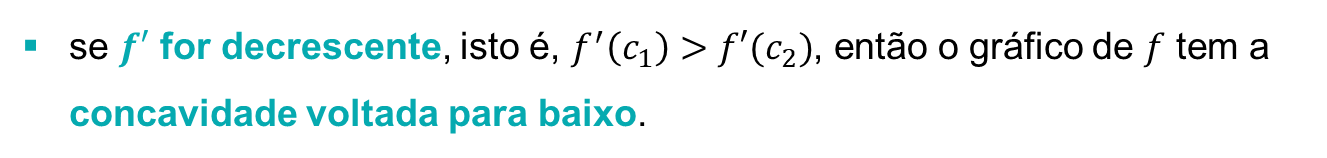 ▪ se f′ for decrescente, isto é, f′(c₁) > f′(c₂), então o gráfico de f tem a
concavidade voltada para baixo.